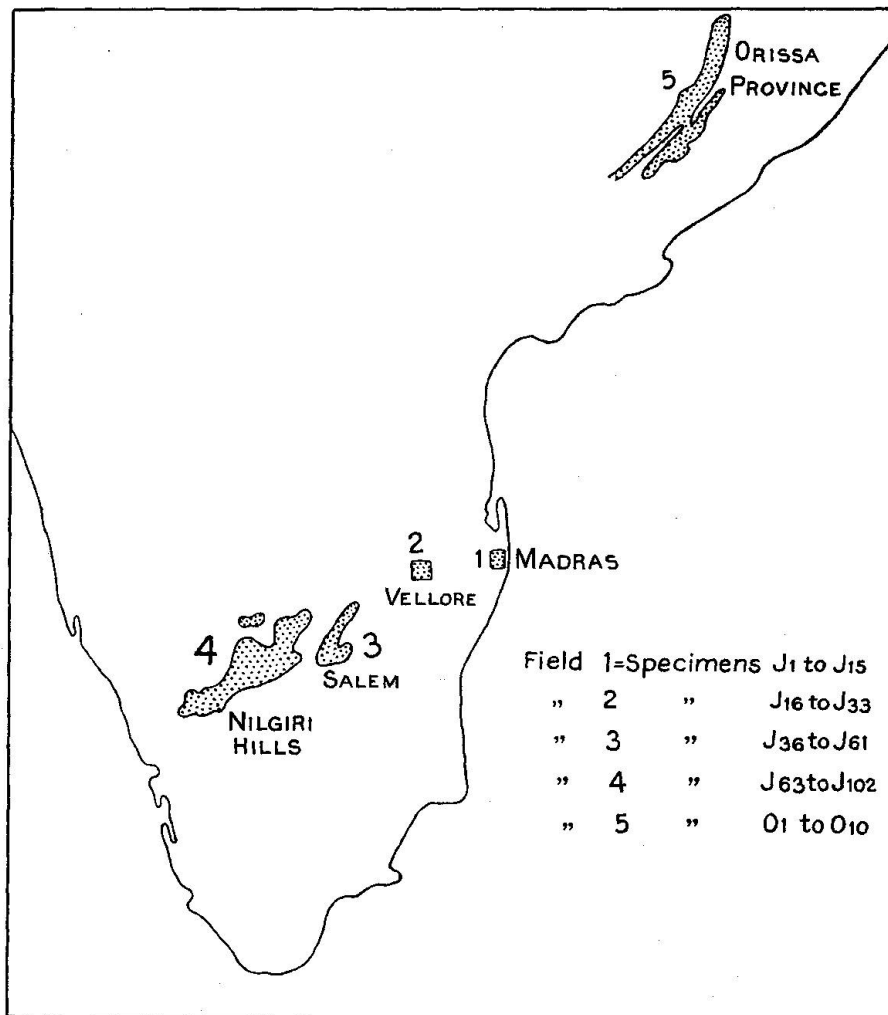 ORISSA
5 PROVINCE
2
1 MADRAS
VELLORE
4
3
SALEM
NILGIRI
HILLS
Field 1=Specimens J1 to J15
„ 2 „ J16 to J33
„ 3 „ J36 to J61
„ 4 „ J63 to J102
„ 5 „ O1 to O10